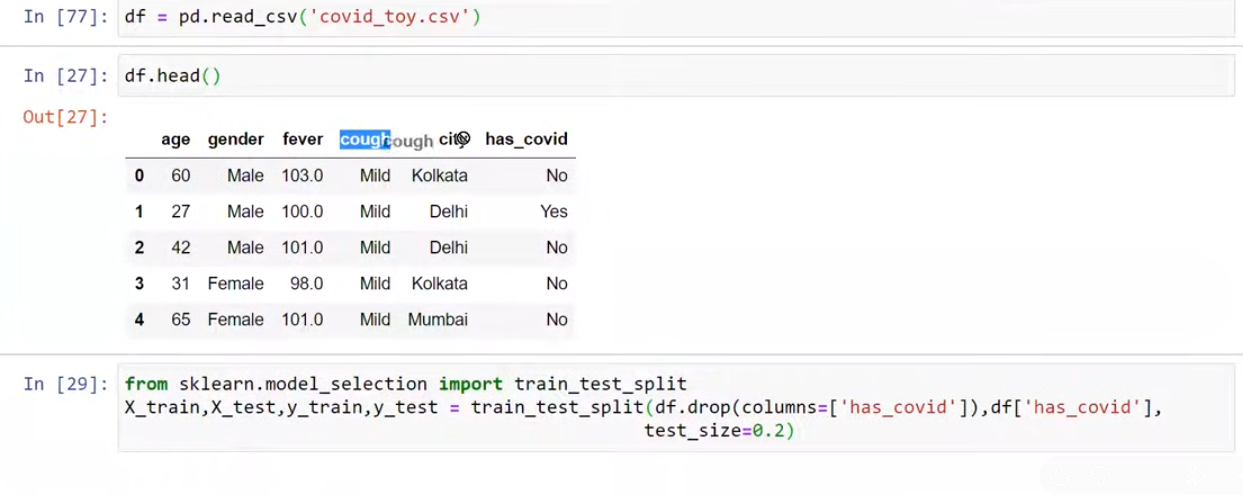 In [77]: df = pd.read_csv('covid_toy.csv')
In [27]: df.head()
Out[27]:
age gender fever cough cough city has_covid
0 60 Male 103.0 Mild Kolkata No
1 27 Male 100.0 Mild Delhi Yes
2 42 Male 101.0 Mild Delhi No
3 31 Female 98.0 Mild Kolkata No
4 65 Female 101.0 Mild Mumbai No
In [29]: from sklearn.model_selection import train_test_split
X_train,X_test,y_train,y_test = train_test_split(df.drop(columns=['has_covid']),df['has_covid'],
test_size=0.2)